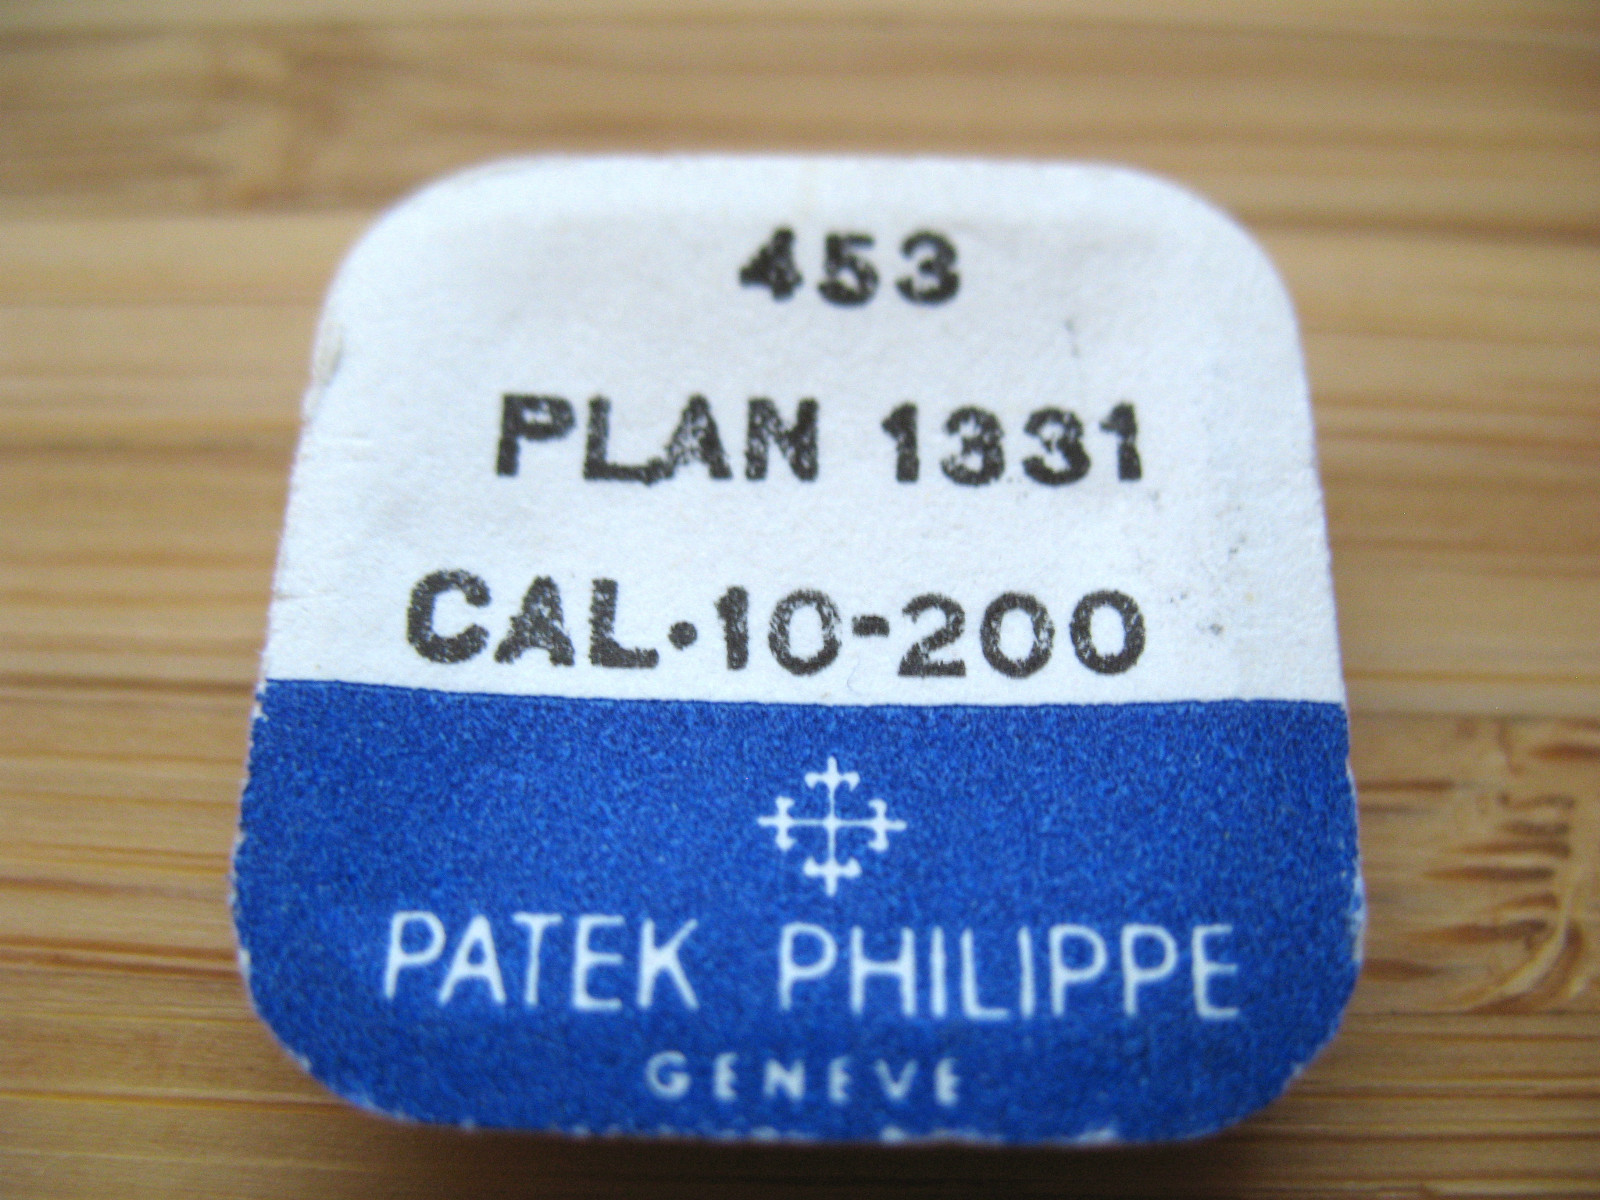 453
PLAN 1331
CAL·10-200
PATEK PHILIPPE
GENEVE